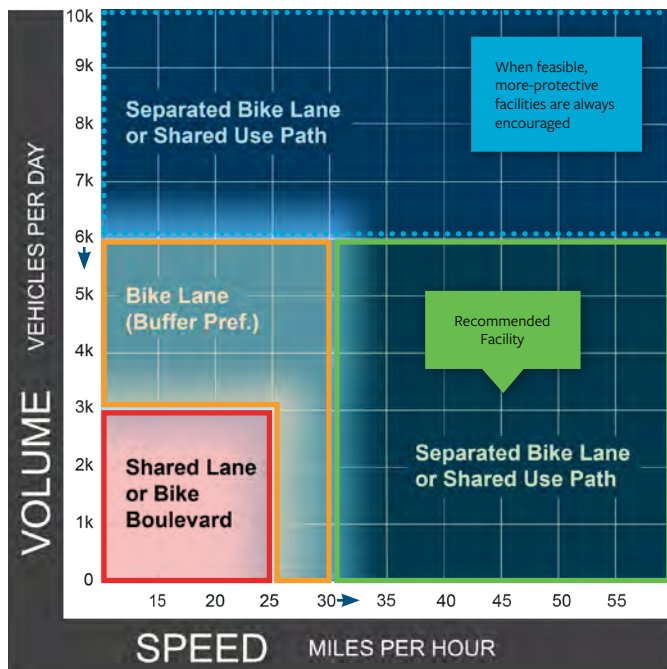 10k
9k
8k
7k
6k
5k
4k
3k
2k
1k
0
VOLUME VEHICLES PER DAY
Separated Bike Lane
or Shared Use Path
When feasible,
more-protective
facilities are always
encouraged
Bike Lane
(Buffer Pref.)
Recommended
Facility
Shared Lane
or Bike
Boulevard
Separated Bike Lane
or Shared Use Path
15 20 25 30 35 40 45 50 55
SPEED MILES PER HOUR